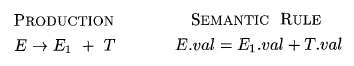 PRODUCTION SEMANTIC RULE
E → E₁ + T E.val = E₁.val + T.val